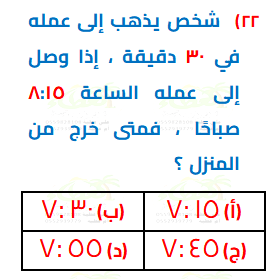 ٢٢) شخص يذهب إلى عمله
في ٣٠ دقيقة ، إذا وصل
إلى عمله الساعة ٨:١٥
صباحًا ، فمتى خرج من
المنزل ؟
(أ) ٧:١٥ (ب) ٧:٣٠
(ج) ٧:٤٥ (د) ٧:٥٥